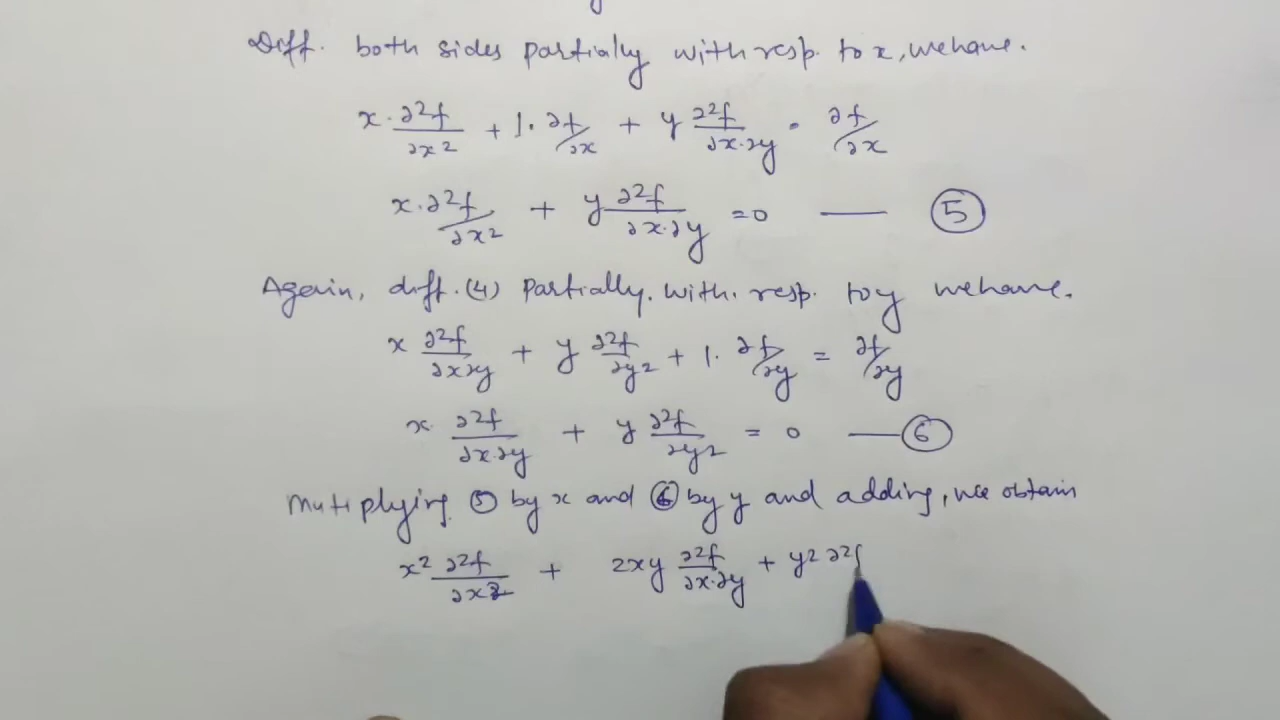 Diff. both sides partially with resp. to x, we have.
x · ∂²f/∂x² + 1 · ∂f/∂x + y ∂²f/∂x·∂y = ∂f/∂x
x · ∂²f/∂x² + y ∂²f/∂x·∂y = 0 —— ⑤
Again, diff. (4) partially. with. resp. to y we have.
x ∂²f/∂x∂y + y ∂²f/∂y² + 1 · ∂f/∂y = ∂f/∂y
x · ∂²f/∂x·∂y + y ∂²f/∂y² = 0 —— ⑥
Multiplying ⑤ by x and ⑥ by y and adding, we obtain
x² ∂²f/∂x² + 2xy ∂²f/∂x·∂y + y² ∂²f